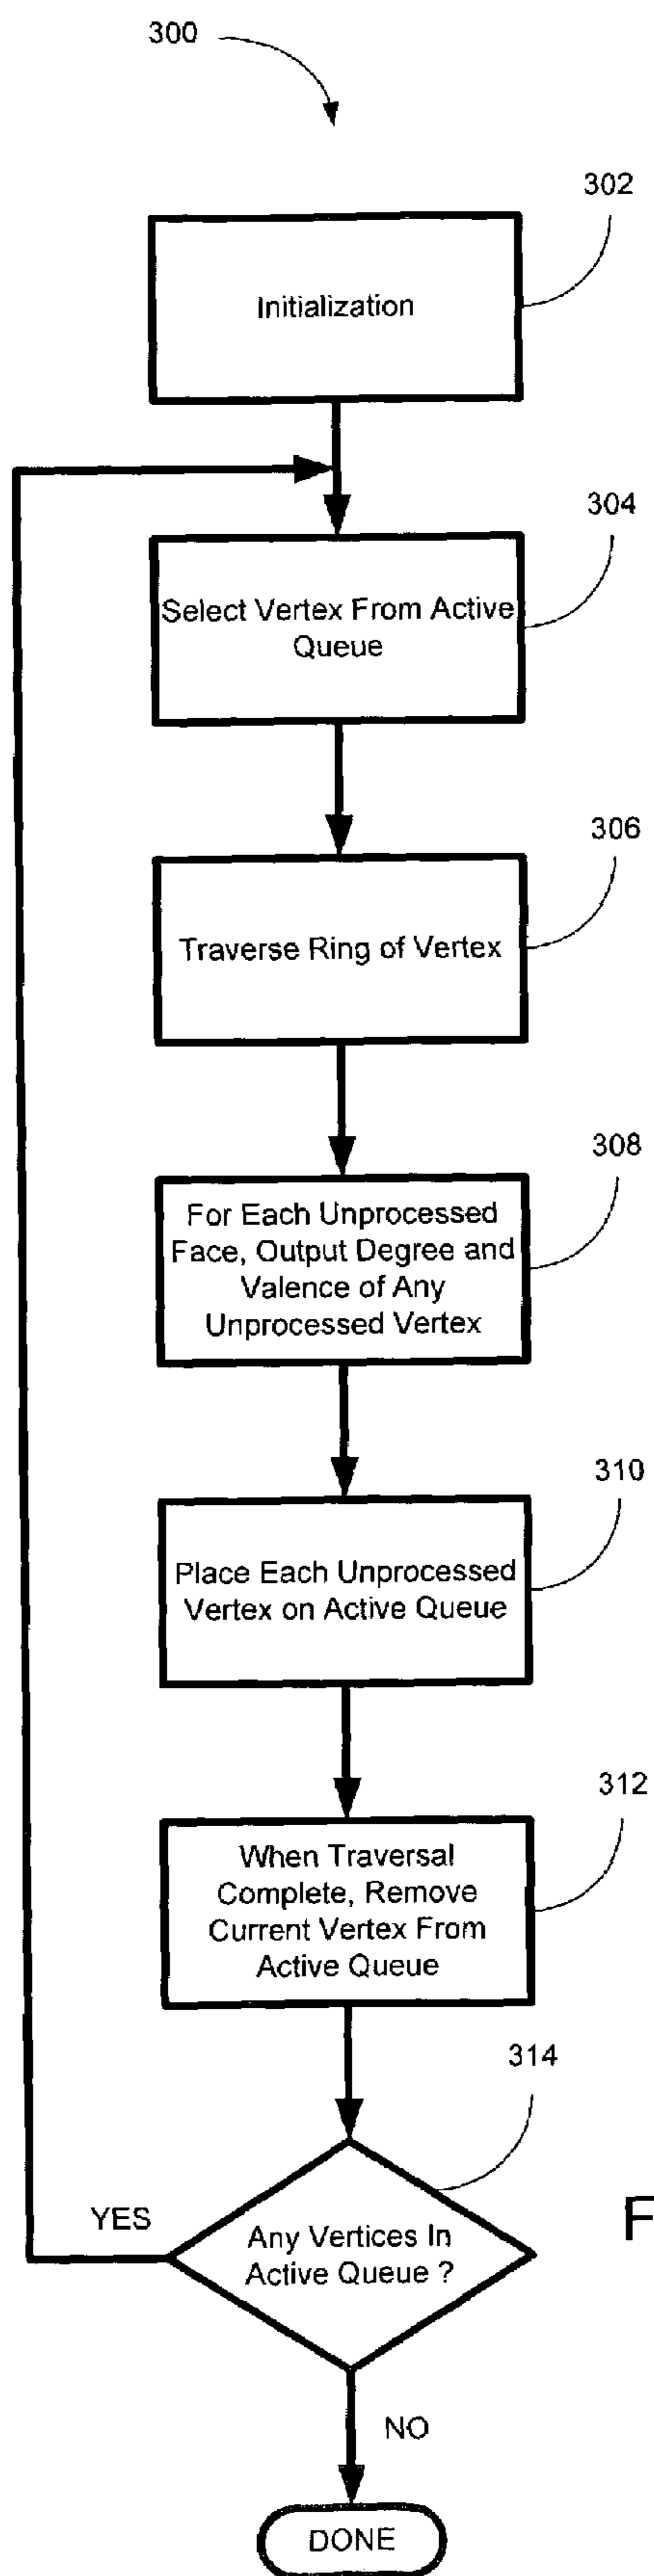 300
302
Initialization
304
Select Vertex From Active
Queue
306
Traverse Ring of Vertex
308
For Each Unprocessed
Face, Output Degree and
Valence of Any
Unprocessed Vertex
310
Place Each Unprocessed
Vertex on Active Queue
312
When Traversal
Complete, Remove
Current Vertex From
Active Queue
314
YES
Any Vertices In
Active Queue ?
F
NO
DONE